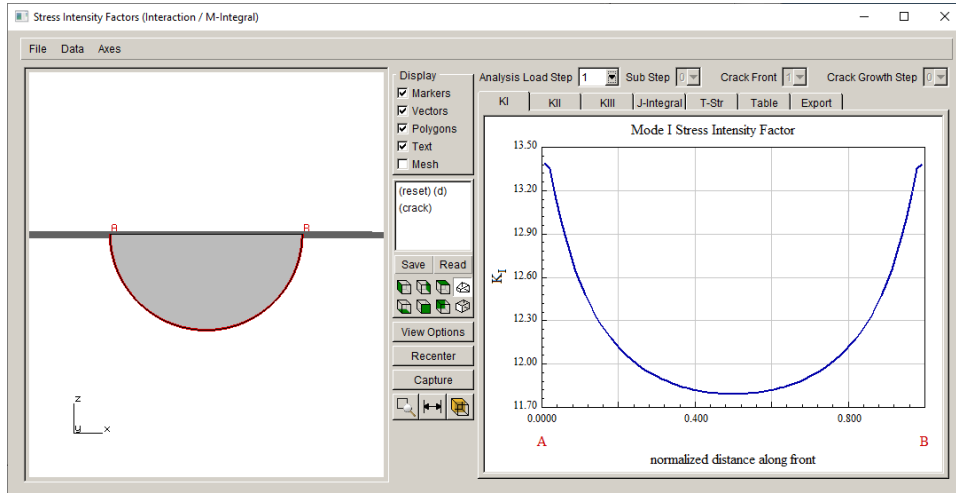 Stress Intensity Factors (Interaction / M-Integral)
File Data Axes
A B
z
y x
Display
Markers
Vectors
Polygons
Text
Mesh
(reset) (d)
(crack)
Save Read
View Options
Recenter
Capture
Analysis Load Step 1 Sub Step 0 Crack Front 1 Crack Growth Step 0
KI KII KIII J-Integral T-Str Table Export
Mode I Stress Intensity Factor
13.50
13.20
12.90
12.60
12.30
12.00
11.70
KI
0.0000 0.400 0.800
A B
normalized distance along front